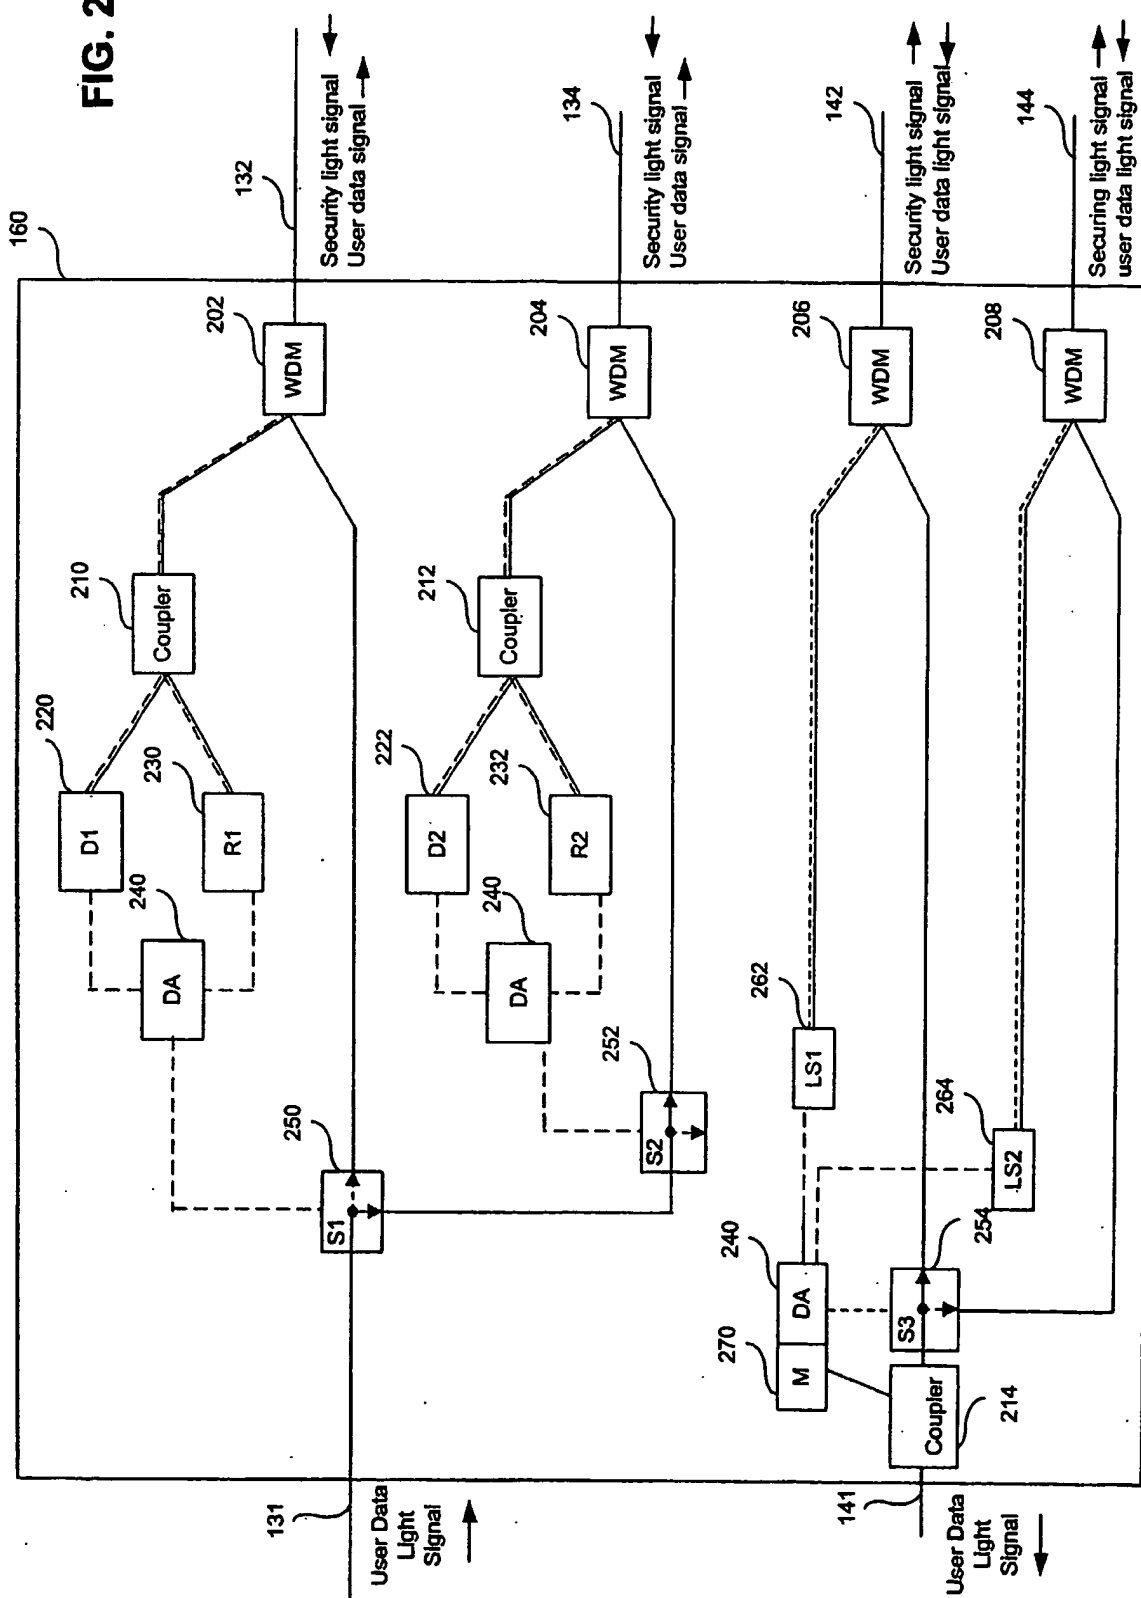 FIG. 2
160
132
Security light signal
User data signal
202
WDM
210
Coupler
220
D1
230
R1
240
DA
250
S1
131
User Data
Light
Signal
134
Security light signal
User data signal
204
WDM
212
Coupler
222
D2
232
R2
240
DA
252
S2
142
Security light signal
User data light signal
206
WDM
262
LS1
240
DA
270
M
254
S3
Coupler
214
141
User Data
Light
Signal
144
Securing light signal
user data light signal
208
WDM
264
LS2